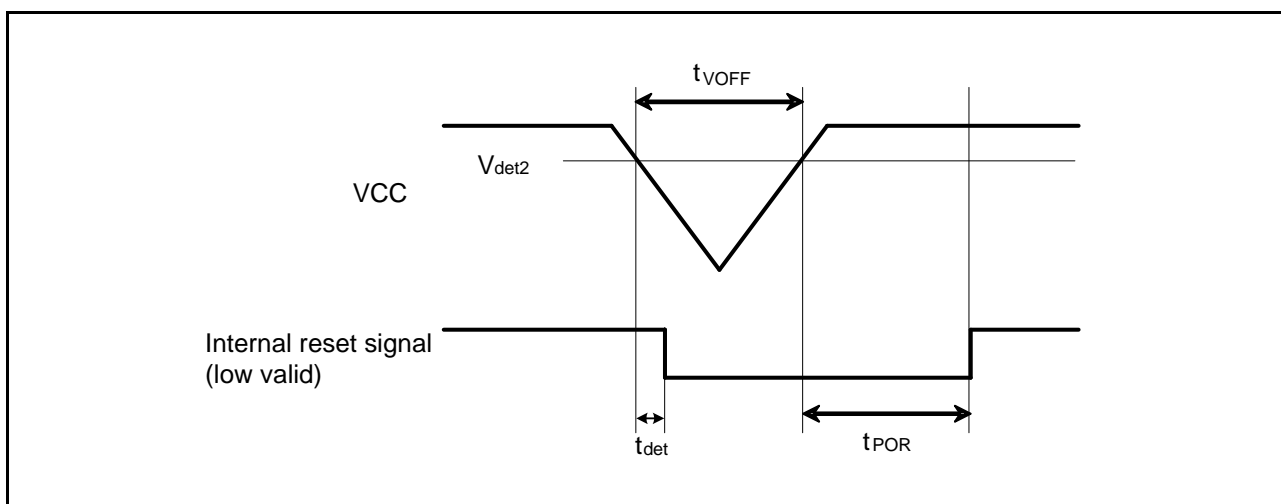 tVOFF
Vdet2
VCC
Internal reset signal
(low valid)
tdet
tPOR